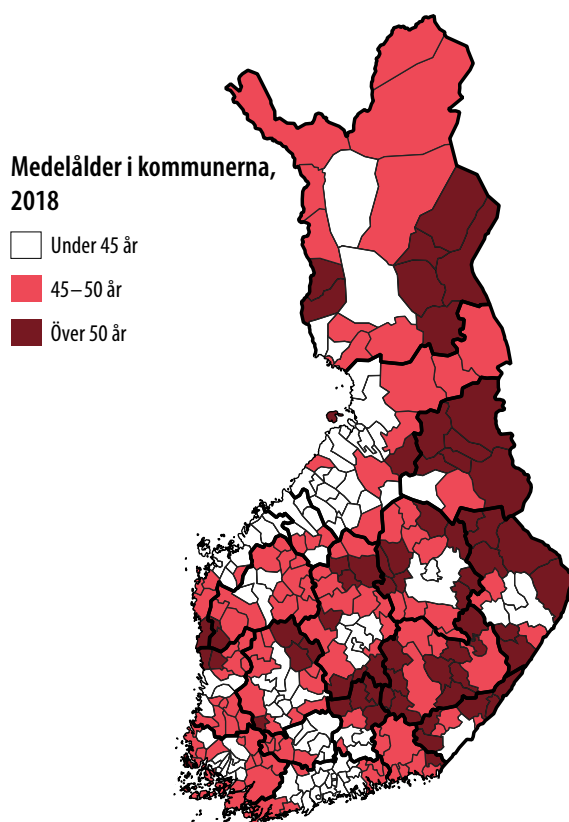 Medelålder i kommunerna,
2018
Under 45 år
45–50 år
Över 50 år